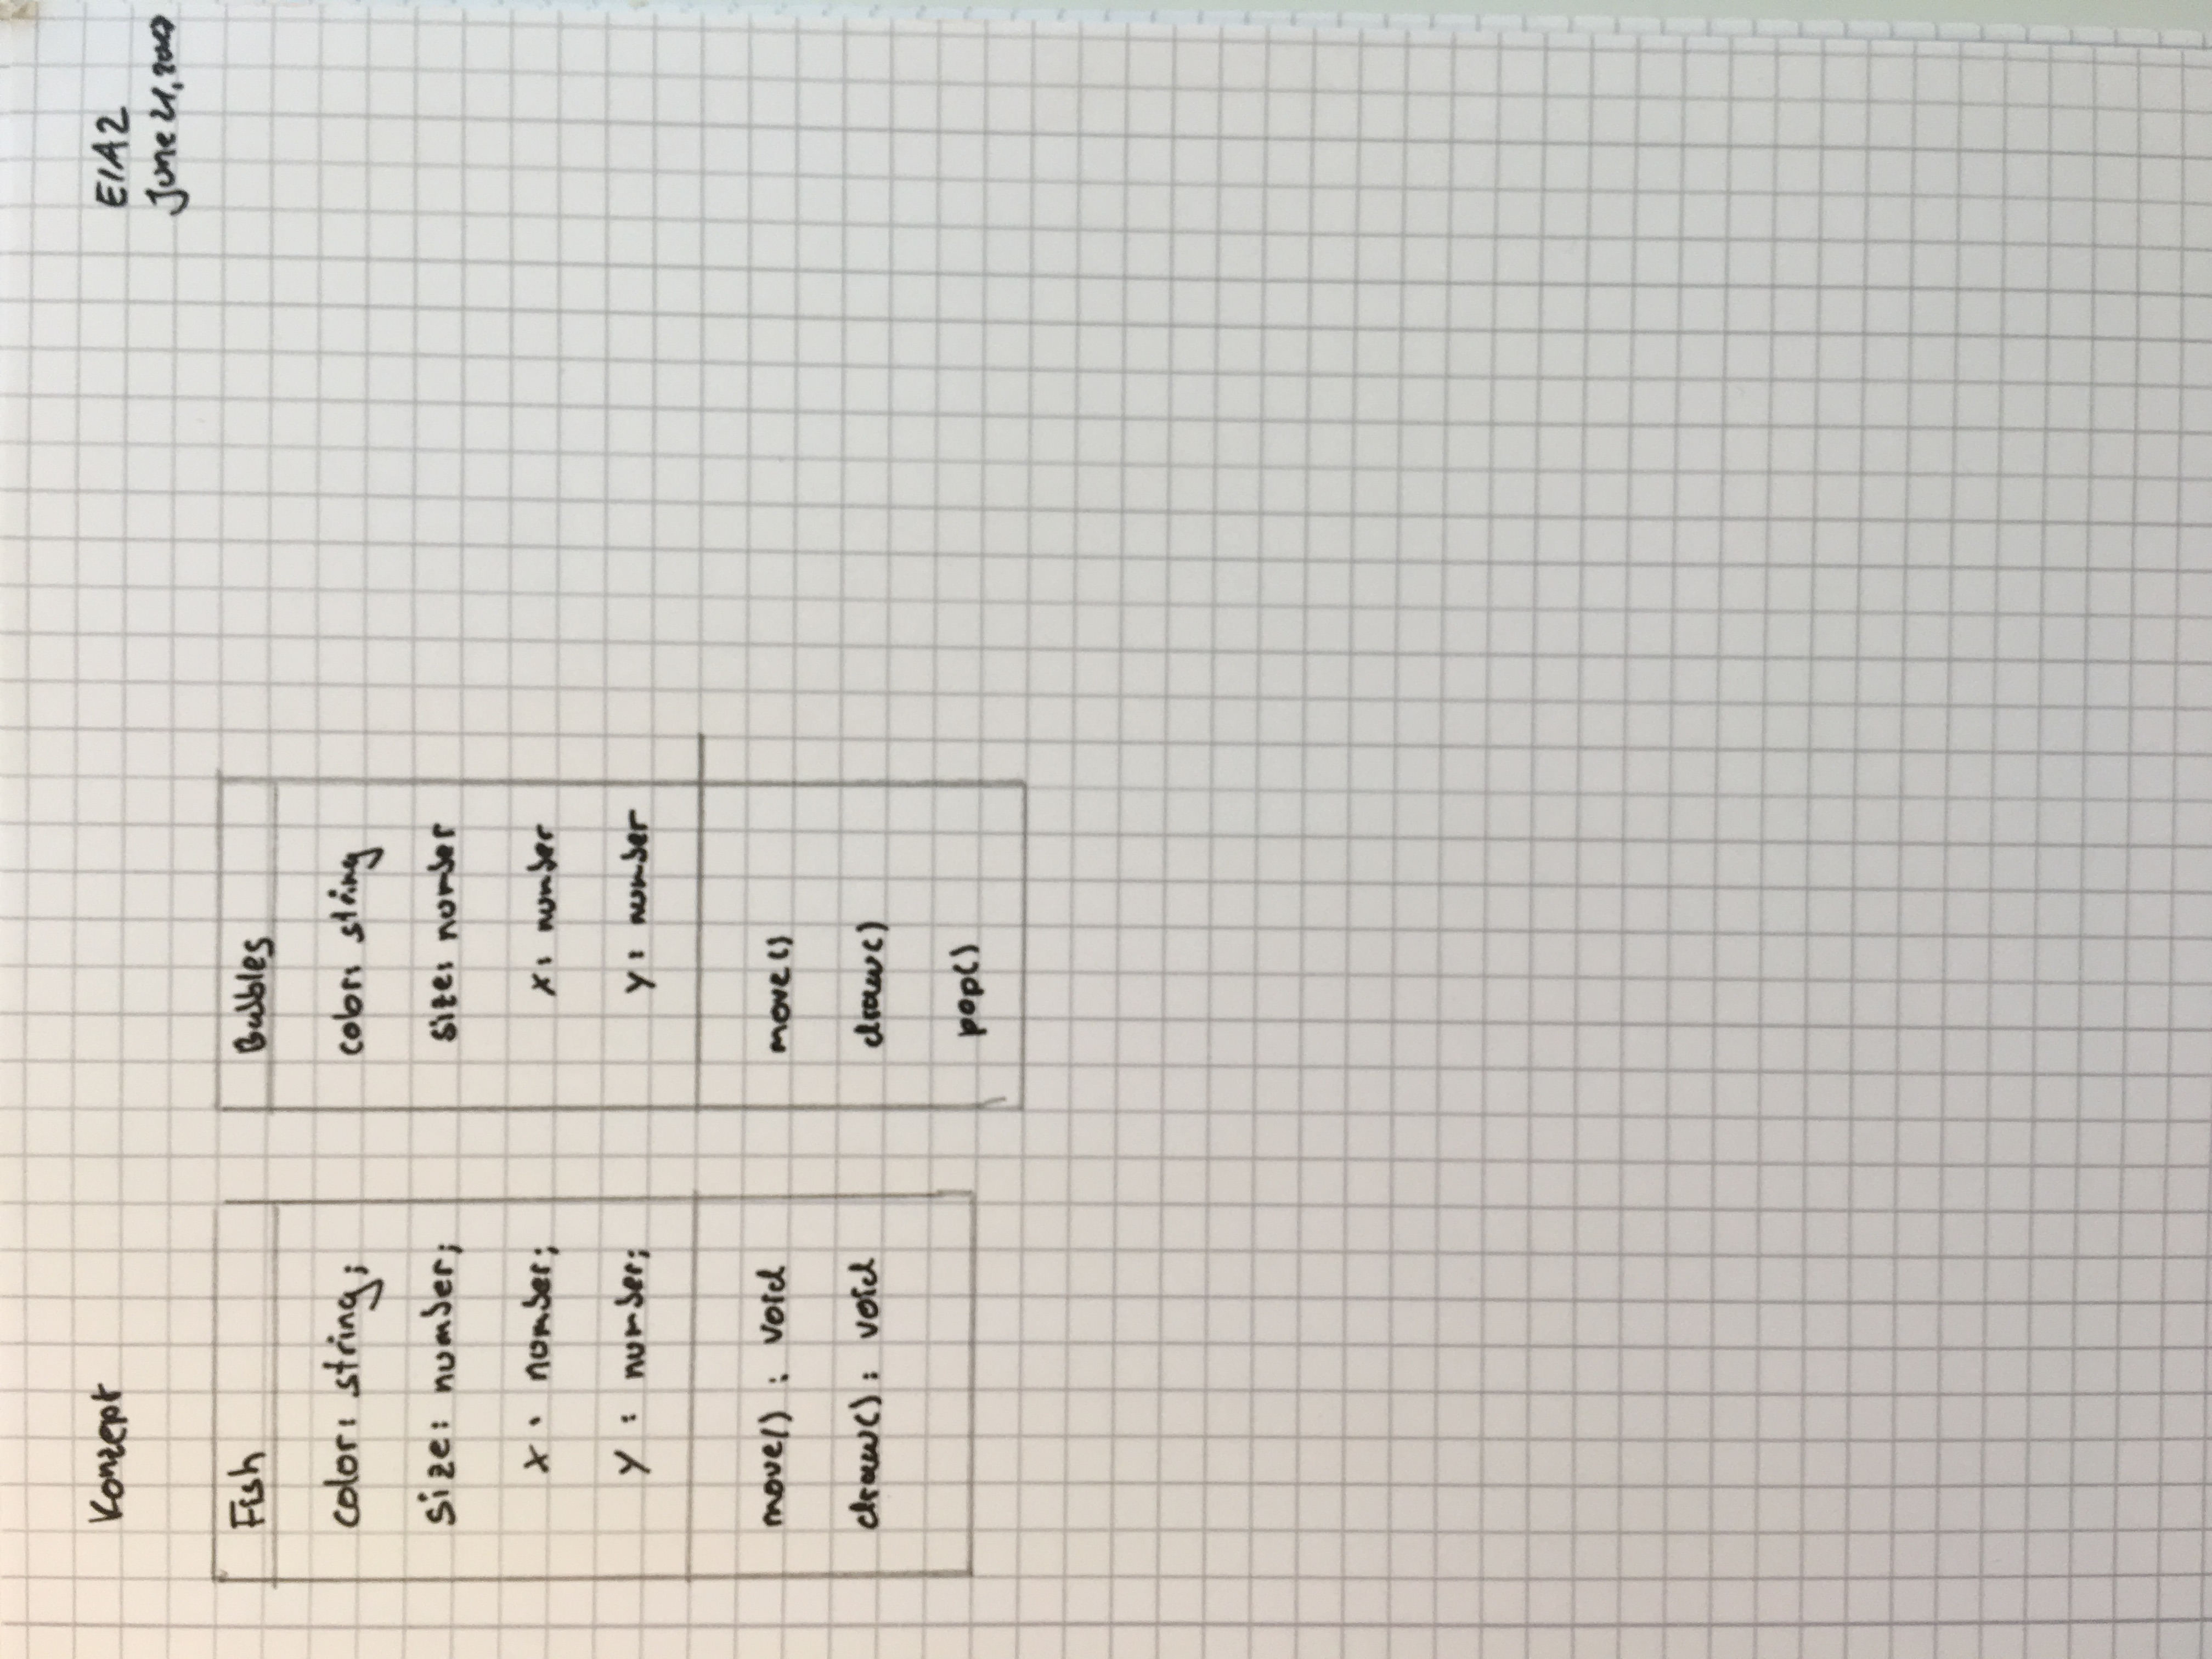 Konzept
EIA2
June 21,
Fish
color: string;
size: number;
x : number;
y : number;
move() : void
draw() : void
Bubbles
color: string
size: number
x: number
y: number
move()
draw()
pop()